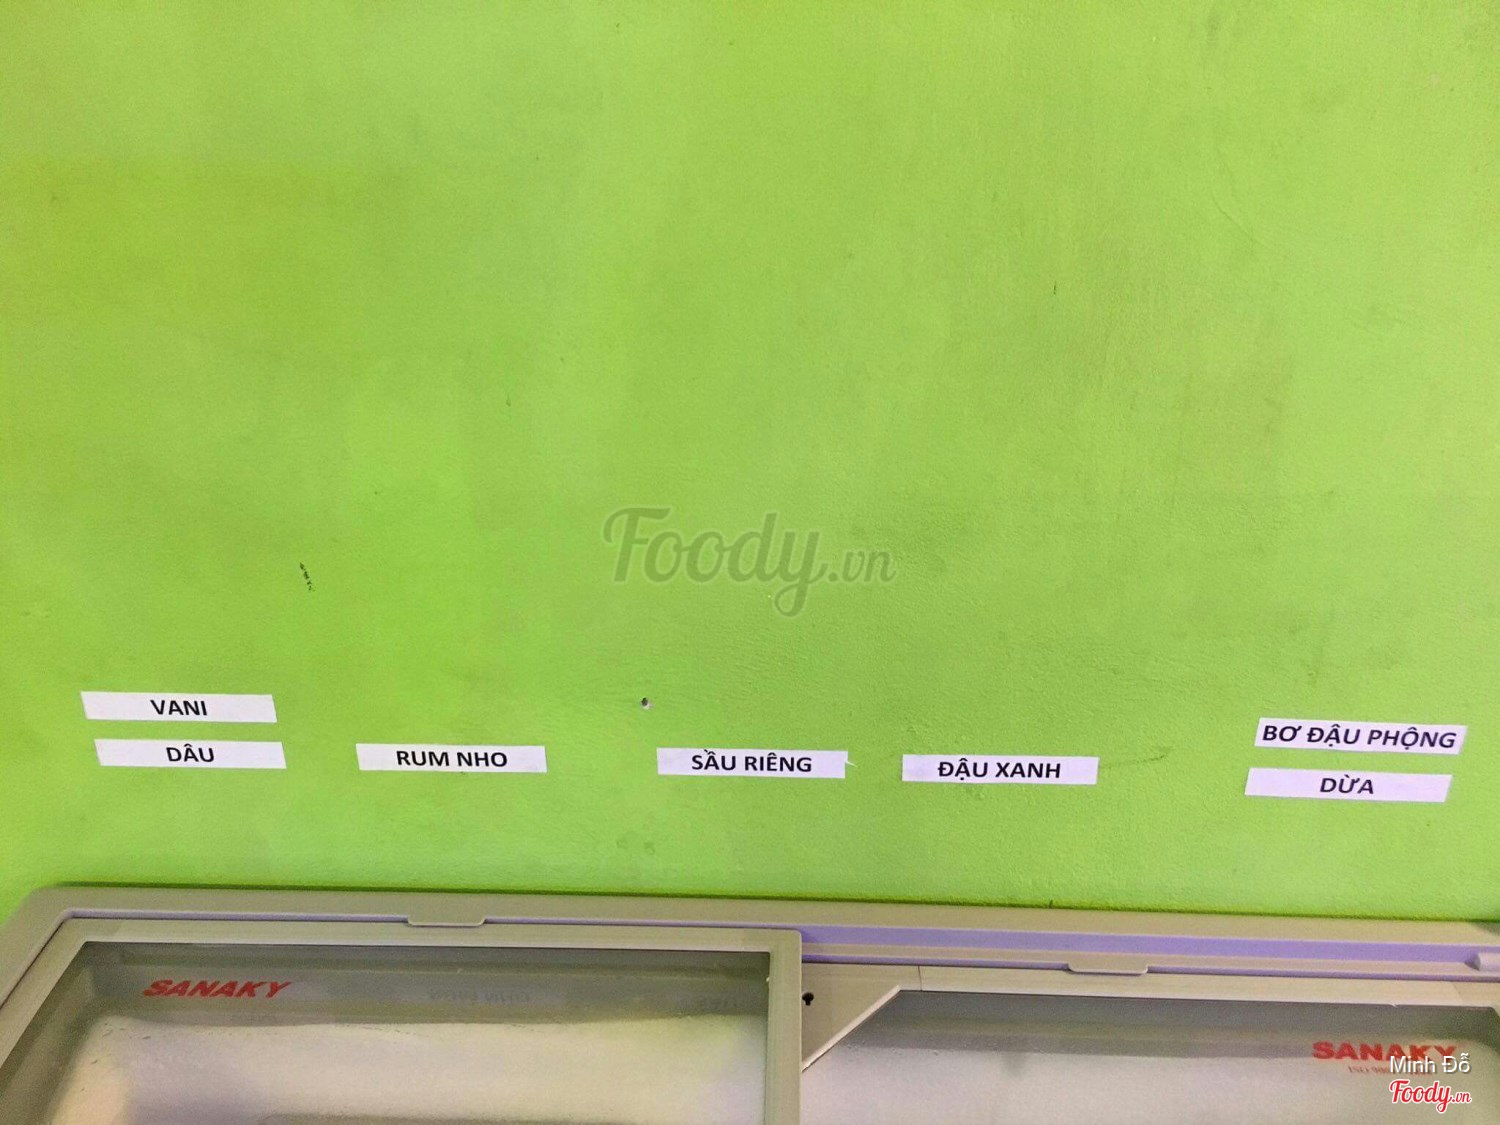 Foody.vn
VANI
DÂU
RUM NHO
SẦU RIÊNG
ĐẬU XANH
BƠ ĐẬU PHỘNG
DỪA
SANAKY
SANAKY
Minh Đỗ
Foody.vn